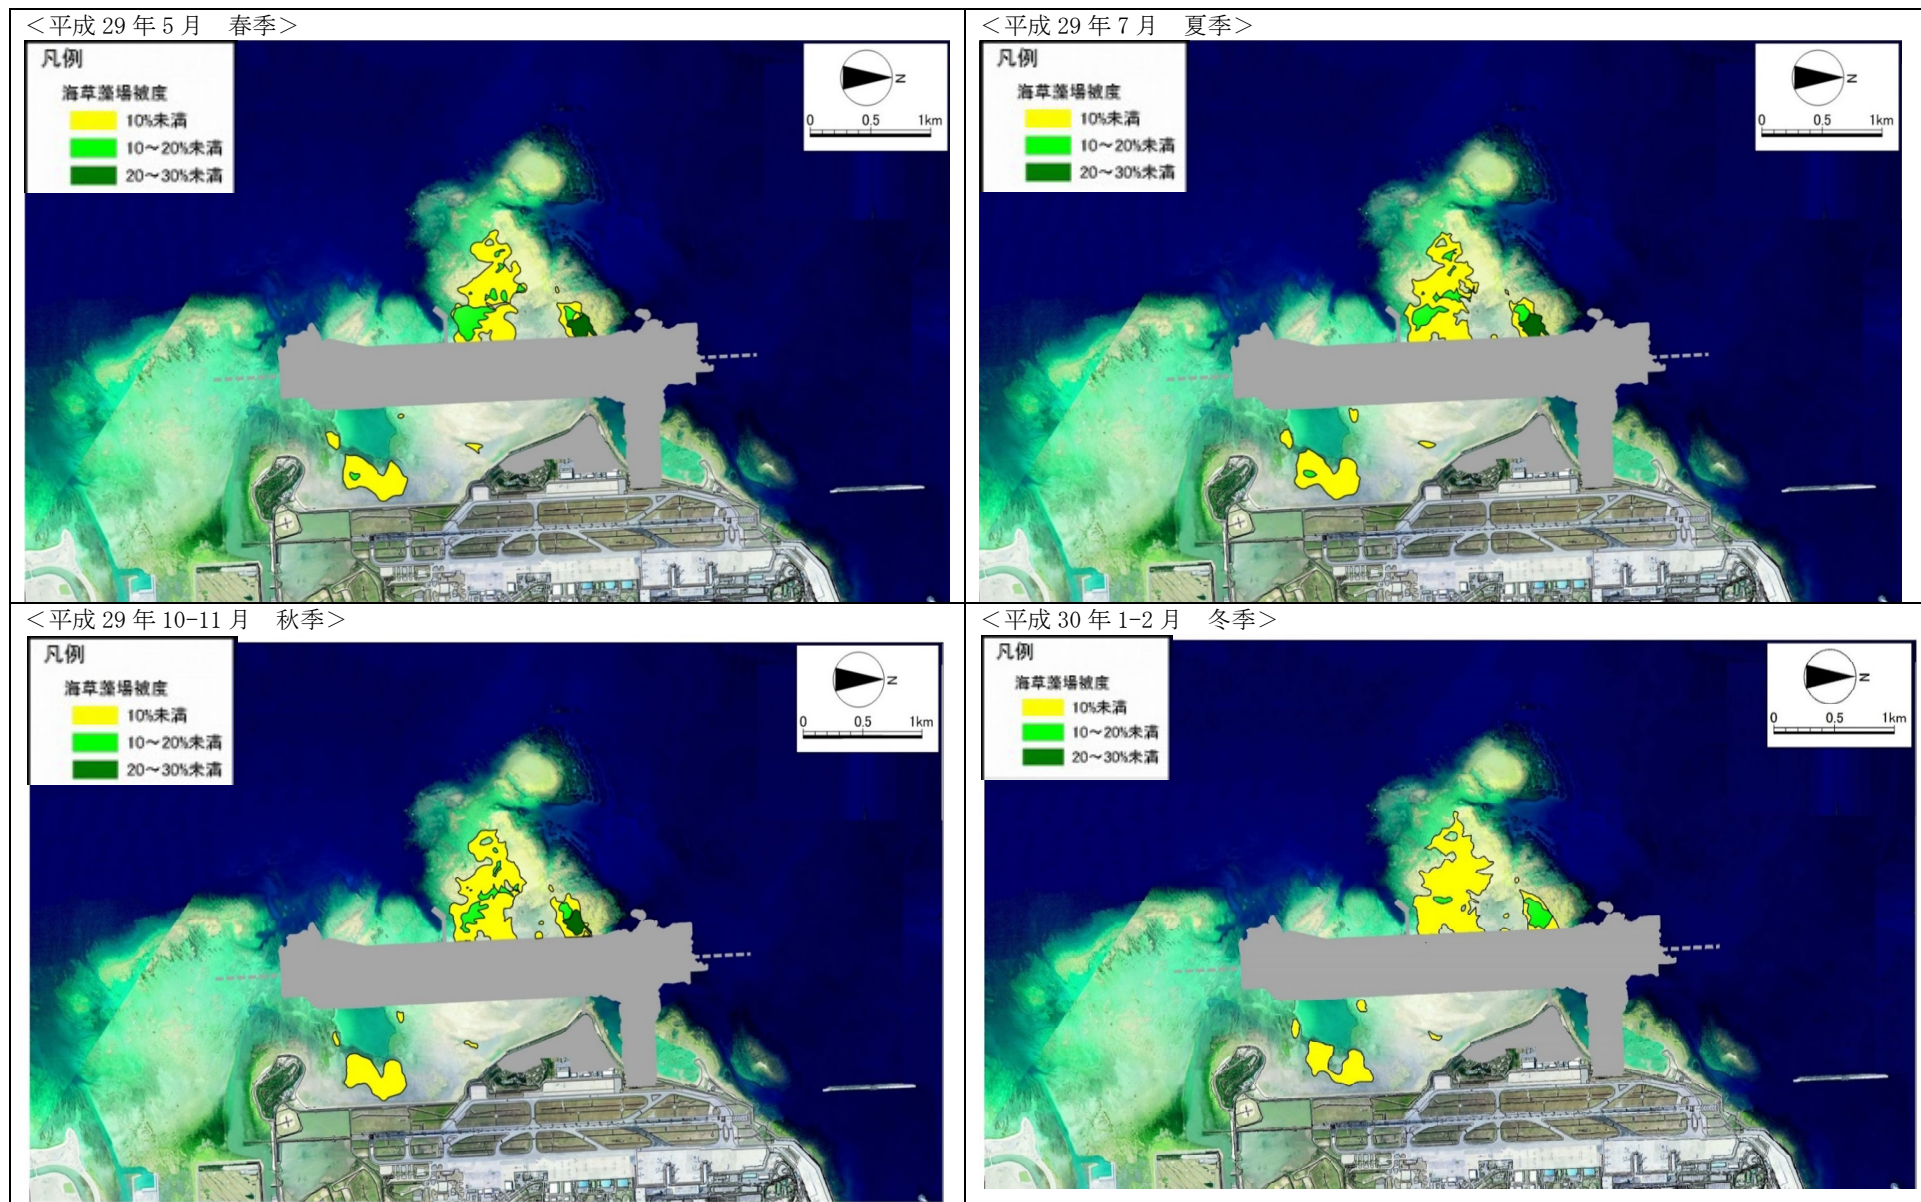 ＜平成 29 年 5 月　春季＞
凡例
海草藻場被度
10%未満
10～20%未満
20～30%未満
N
0 0.5 1km
＜平成 29 年 7 月　夏季＞
凡例
海草藻場被度
10%未満
10～20%未満
20～30%未満
N
0 0.5 1km
＜平成 29 年 10-11 月　秋季＞
凡例
海草藻場被度
10%未満
10～20%未満
20～30%未満
N
0 0.5 1km
＜平成 30 年 1-2 月　冬季＞
凡例
海草藻場被度
10%未満
10～20%未満
20～30%未満
N
0 0.5 1km